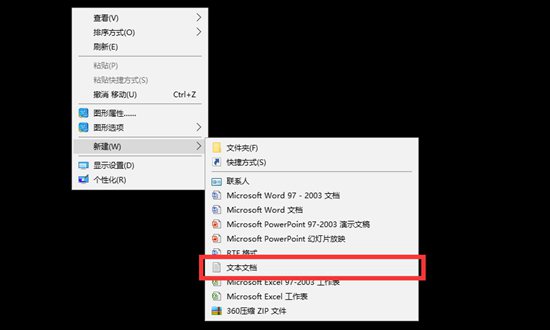 查看(V)
排序方式(O)
刷新(E)
粘贴(P)
粘贴快捷方式(S)
撤消 移动(U) Ctrl+Z
图形属性......
图形选项
新建(W)
显示设置(D)
个性化(R)
文件夹(F)
快捷方式(S)
联系人
Microsoft Word 97 - 2003 文档
Microsoft Word 文档
Microsoft PowerPoint 97-2003 演示文稿
Microsoft PowerPoint 幻灯片放映
RTF 格式
文本文档
Microsoft Excel 97-2003 工作表
Microsoft Excel 工作表
360压缩 ZIP 文件